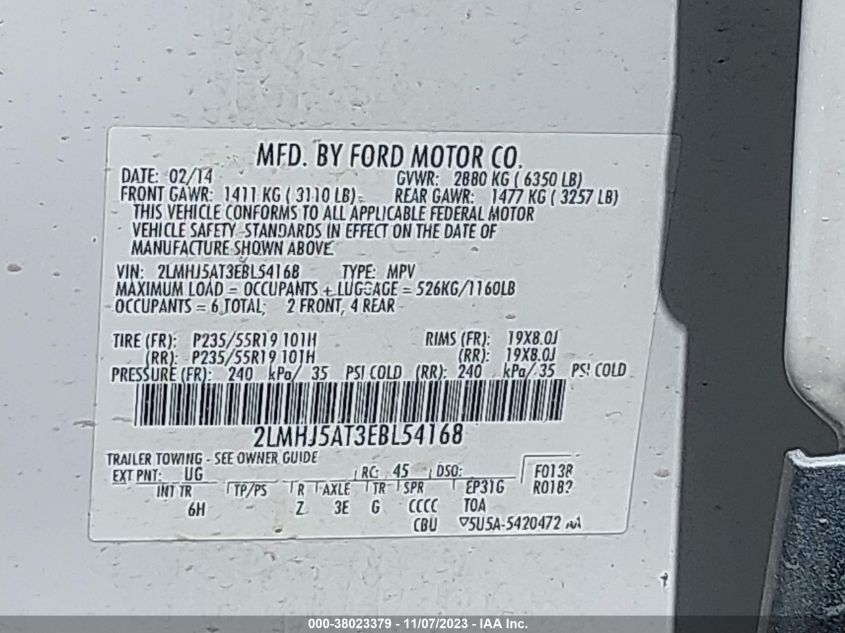 MFD. BY FORD MOTOR CO.
DATE: 02/14 GVWR: 2880 KG ( 6350 LB)
FRONT GAWR: 1411 KG ( 3110 LB) REAR GAWR: 1477 KG ( 3257 LB)
THIS VEHICLE CONFORMS TO ALL APPLICABLE FEDERAL MOTOR
VEHICLE SAFETY STANDARDS IN EFFECT ON THE DATE OF
MANUFACTURE SHOWN ABOVE.
VIN: 2LMHJ5AT3EBL54168 TYPE: MPV
MAXIMUM LOAD = OCCUPANTS + LUGGAGE = 526KG/1160LB
OCCUPANTS = 6 TOTAL; 2 FRONT, 4 REAR
TIRE (FR): P235/55R19 101H RIMS (FR): 19X8.0J
(RR): P235/55R19 101H (RR): 19X8.0J
PRESSURE (FR): 240 kPa/ 35 PSI COLD (RR): 240 kPa/ 35 PSI COLD
2LMHJ5AT3EBL54168
TRAILER TOWING - SEE OWNER GUIDE
EXT PNT: UG RC: 45 DSO: F013R
INT TR TP/PS R AXLE TR SPR EP31G R018?
6H Z 3E G CCCC TOA
CBU ▽5U5A-5420472 AA
000-38023379 - 11/07/2023 - IAA Inc.